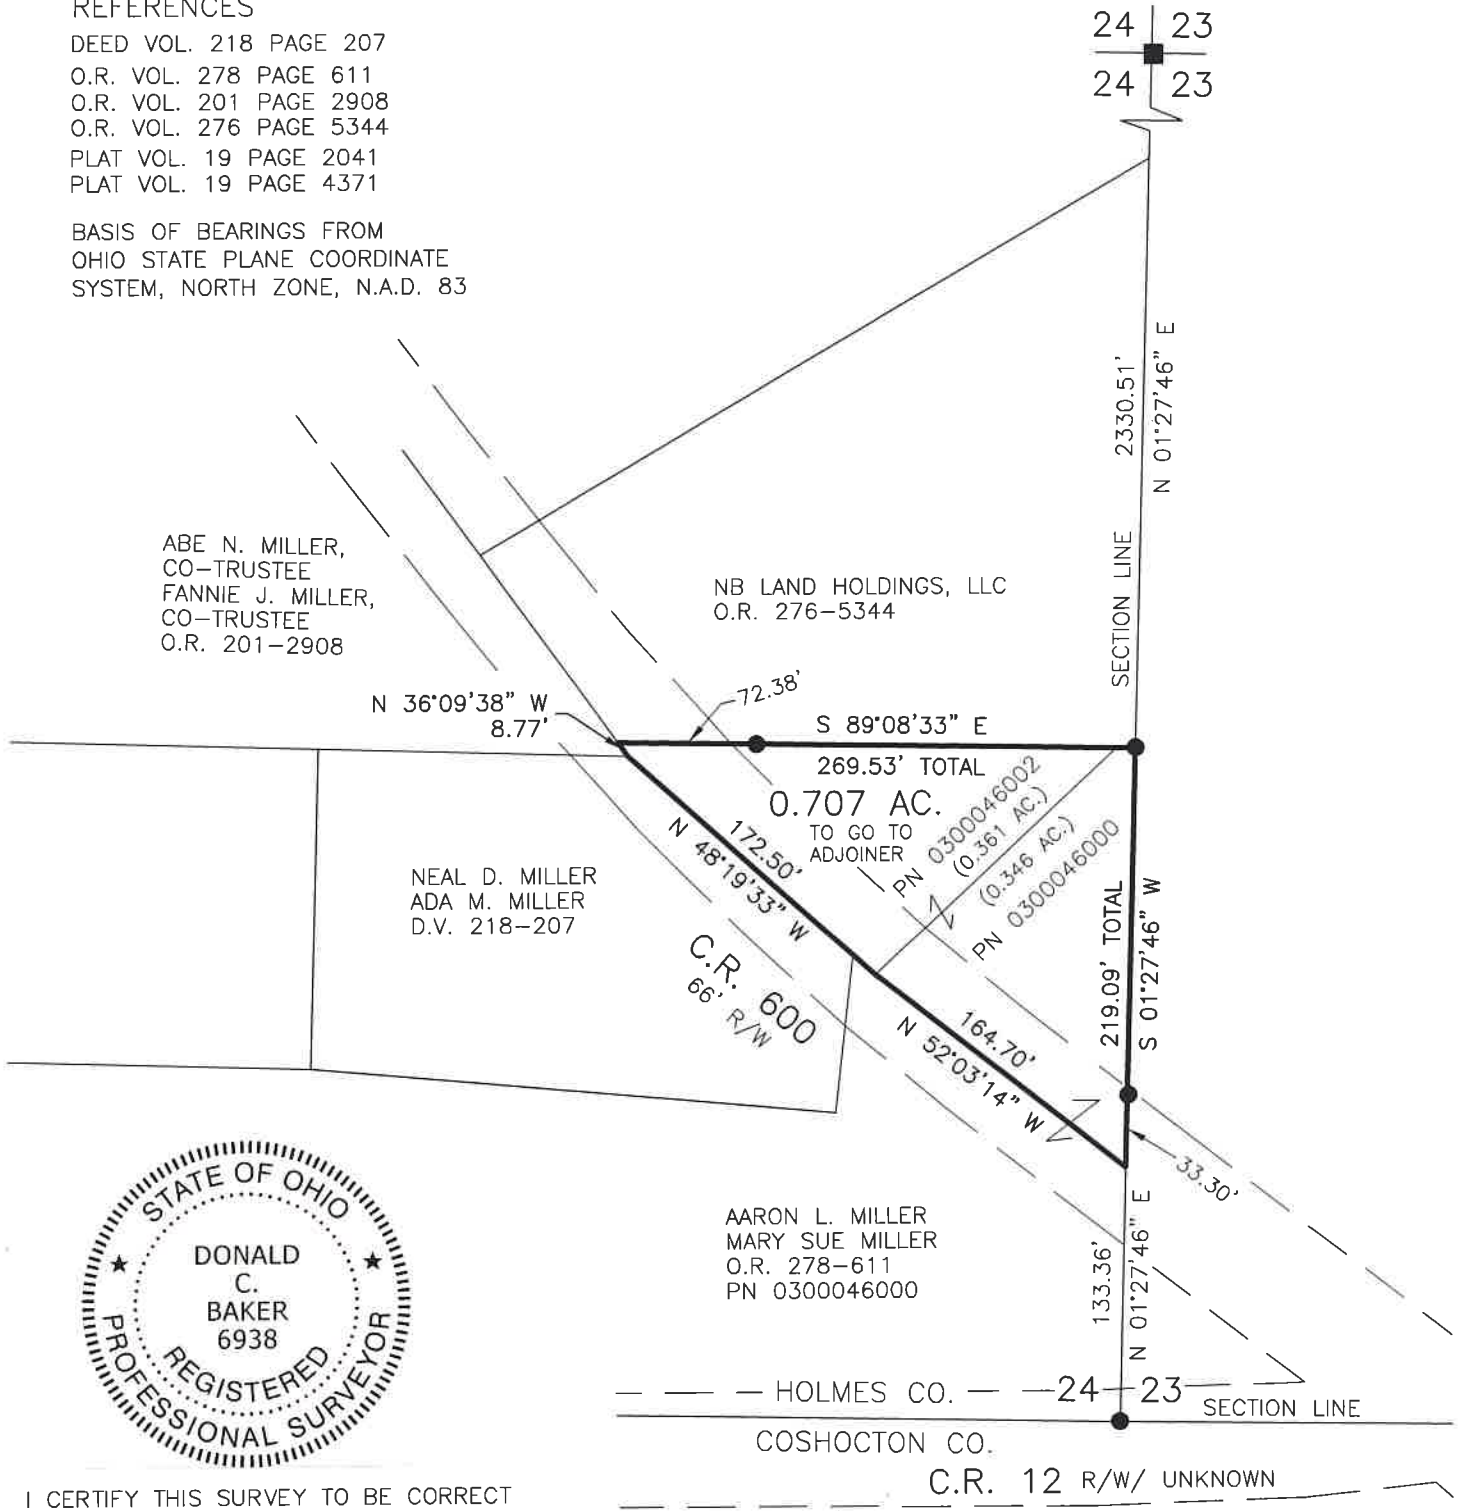 REFERENCES
DEED VOL. 218 PAGE 207
O.R. VOL. 278 PAGE 611
O.R. VOL. 201 PAGE 2908
O.R. VOL. 276 PAGE 5344
PLAT VOL. 19 PAGE 2041
PLAT VOL. 19 PAGE 4371
BASIS OF BEARINGS FROM
OHIO STATE PLANE COORDINATE
SYSTEM, NORTH ZONE, N.A.D. 83
24 23
24 23
2330.51'
N 01°27'46" E
SECTION LINE
ABE N. MILLER,
CO-TRUSTEE
FANNIE J. MILLER,
CO-TRUSTEE
O.R. 201-2908
NB LAND HOLDINGS, LLC
O.R. 276-5344
N 36°09'38" W
8.77'
72.38'
S 89°08'33" E
269.53' TOTAL
0.707 AC.
TO GO TO
ADJOINER
PN 0300046002
(0.361 AC.)
(0.346 AC.)
PN 0300046000
172.50'
N 48°19'33" W
NEAL D. MILLER
ADA M. MILLER
D.V. 218-207
C.R. 600
66' R/W
219.09' TOTAL
S 01°27'46" W
164.70'
N 52°03'14" W
33.30'
STATE OF OHIO
DONALD
C.
BAKER
6938
REGISTERED
PROFESSIONAL SURVEYOR
AARON L. MILLER
MARY SUE MILLER
O.R. 278-611
PN 0300046000
133.36'
N 01°27'46" E
HOLMES CO.
24 23
SECTION LINE
COSHOCTON CO.
C.R. 12 R/W/ UNKNOWN
I CERTIFY THIS SURVEY TO BE CORRECT